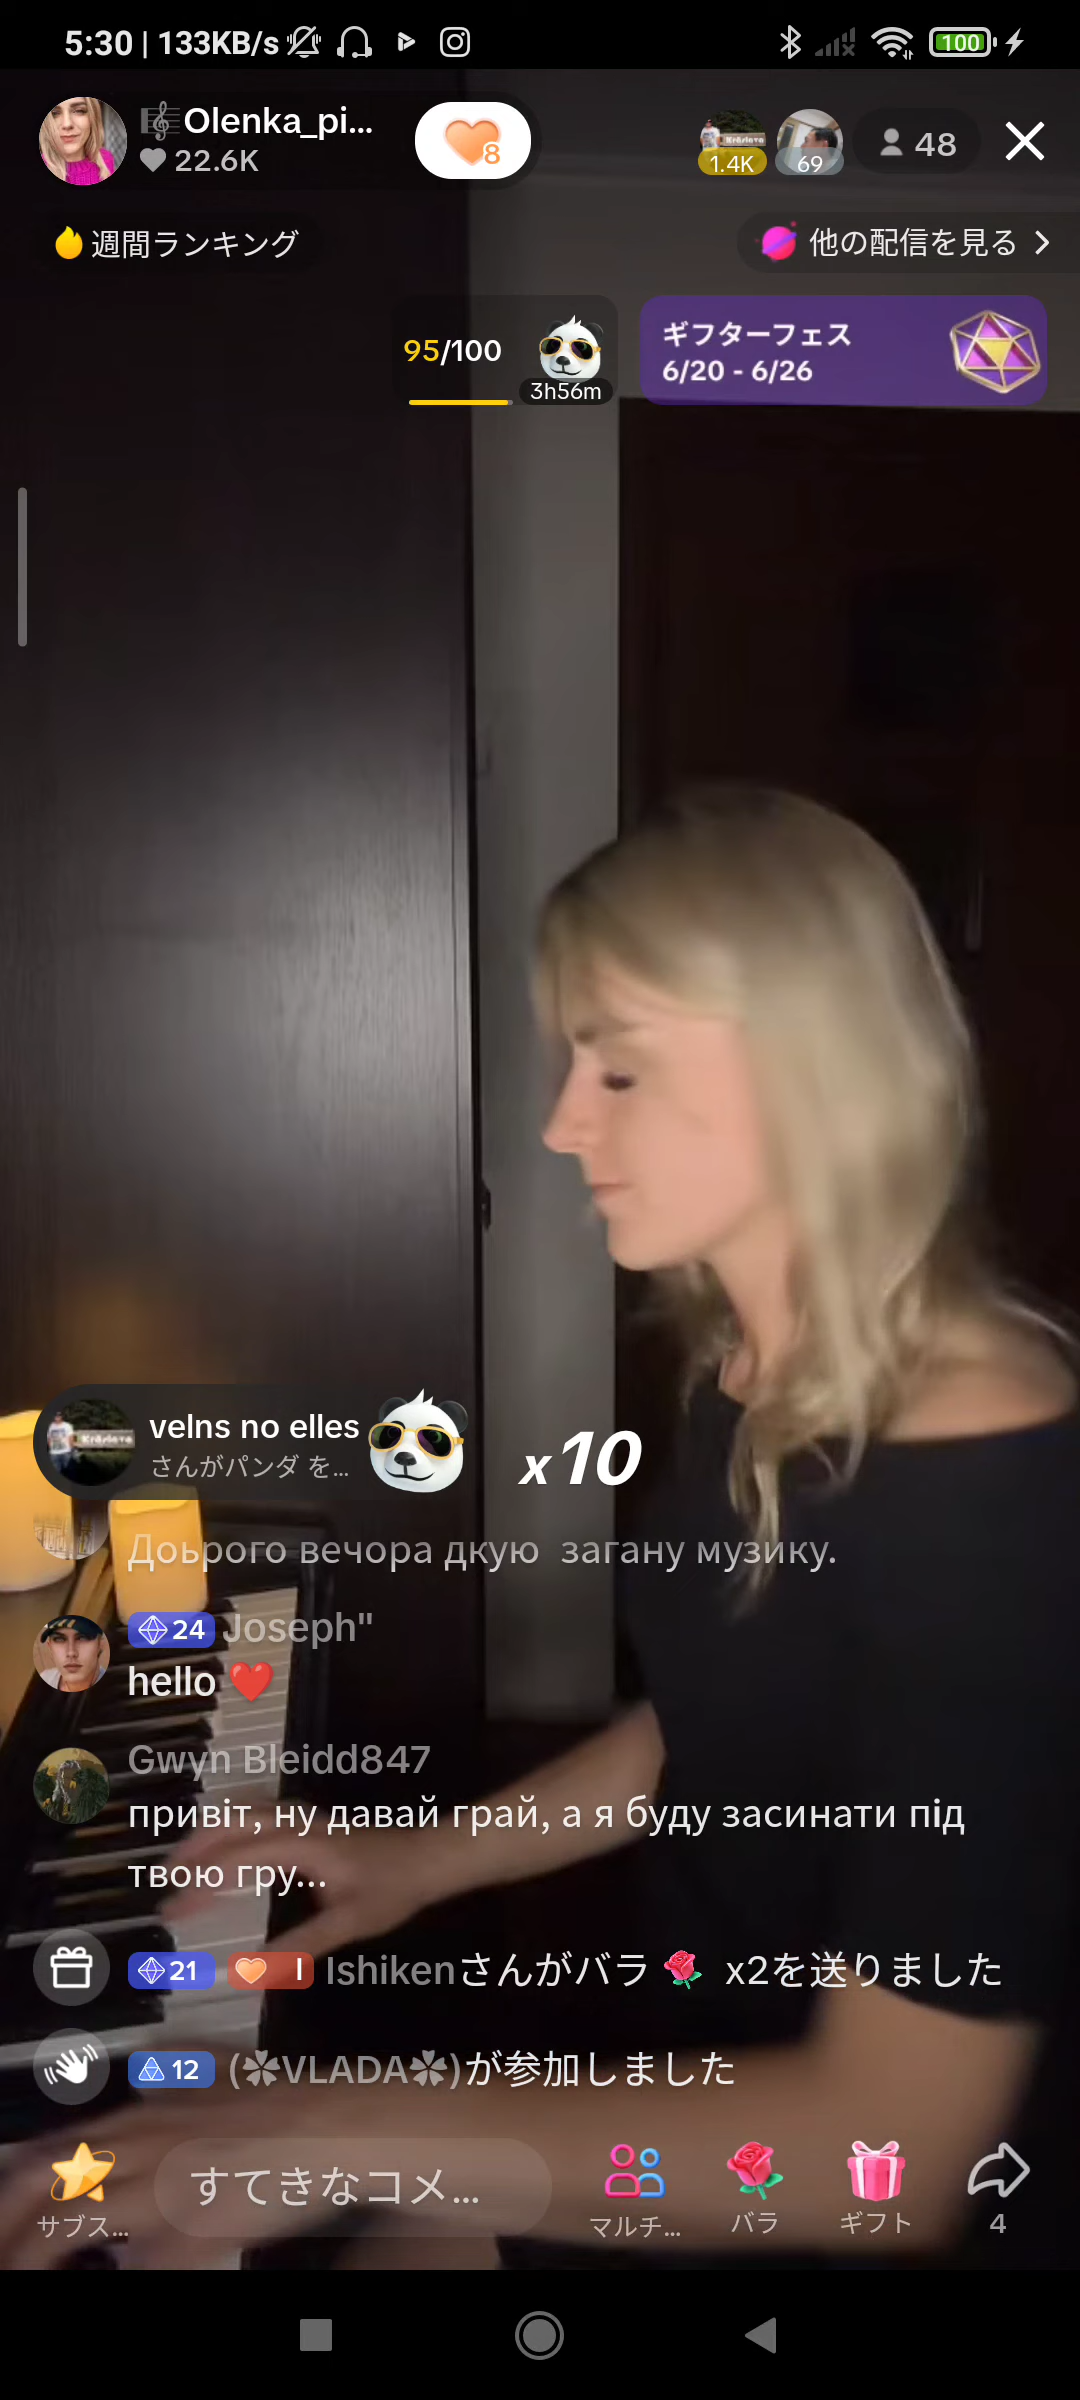 5:30 | 133KB/s
100
Olenka_pi...
22.6K
8
1.4K
69
48
週間ランキング
他の配信を見る
95/100
3h56m
ギフターフェス
6/20 - 6/26
velns no elles
さんがパンダ を...
x10
Доьрого вечора дкую загану музику.
24 Joseph"
hello ❤️
Gwyn Bleidd847
привіт, ну давай грай, а я буду засинати під
твою гру...
21 I Ishikenさんがバラ 🌹 x2を送りました
12 (✽VLADA✽)が参加しました
すてきなコメ...
サブス...
マルチ...
バラ
ギフト
4